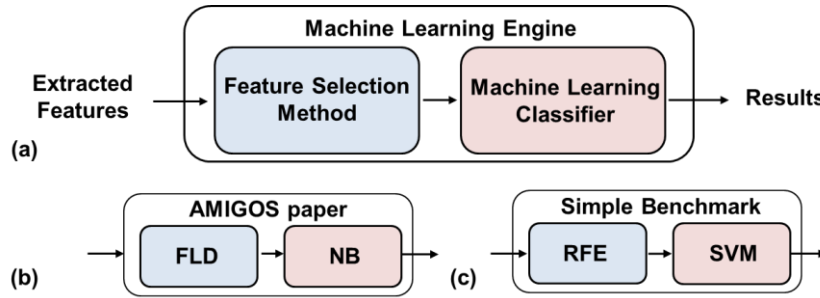 Machine Learning Engine
Extracted
Features
Feature Selection
Method
Machine Learning
Classifier
Results
(a)
AMIGOS paper
FLD
NB
(b)
Simple Benchmark
RFE
SVM
(c)